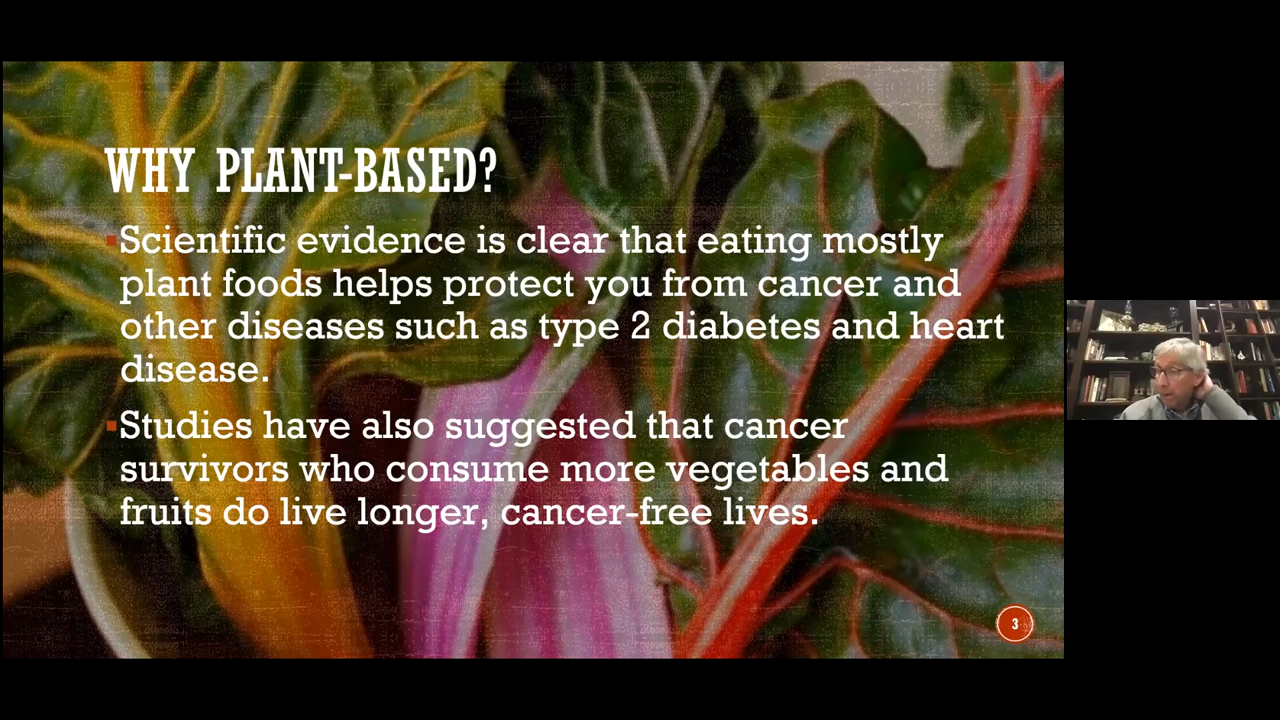 WHY PLANT-BASED?
Scientific evidence is clear that eating mostly
plant foods helps protect you from cancer and
other diseases such as type 2 diabetes and heart
disease.
Studies have also suggested that cancer
survivors who consume more vegetables and
fruits do live longer, cancer-free lives.
3